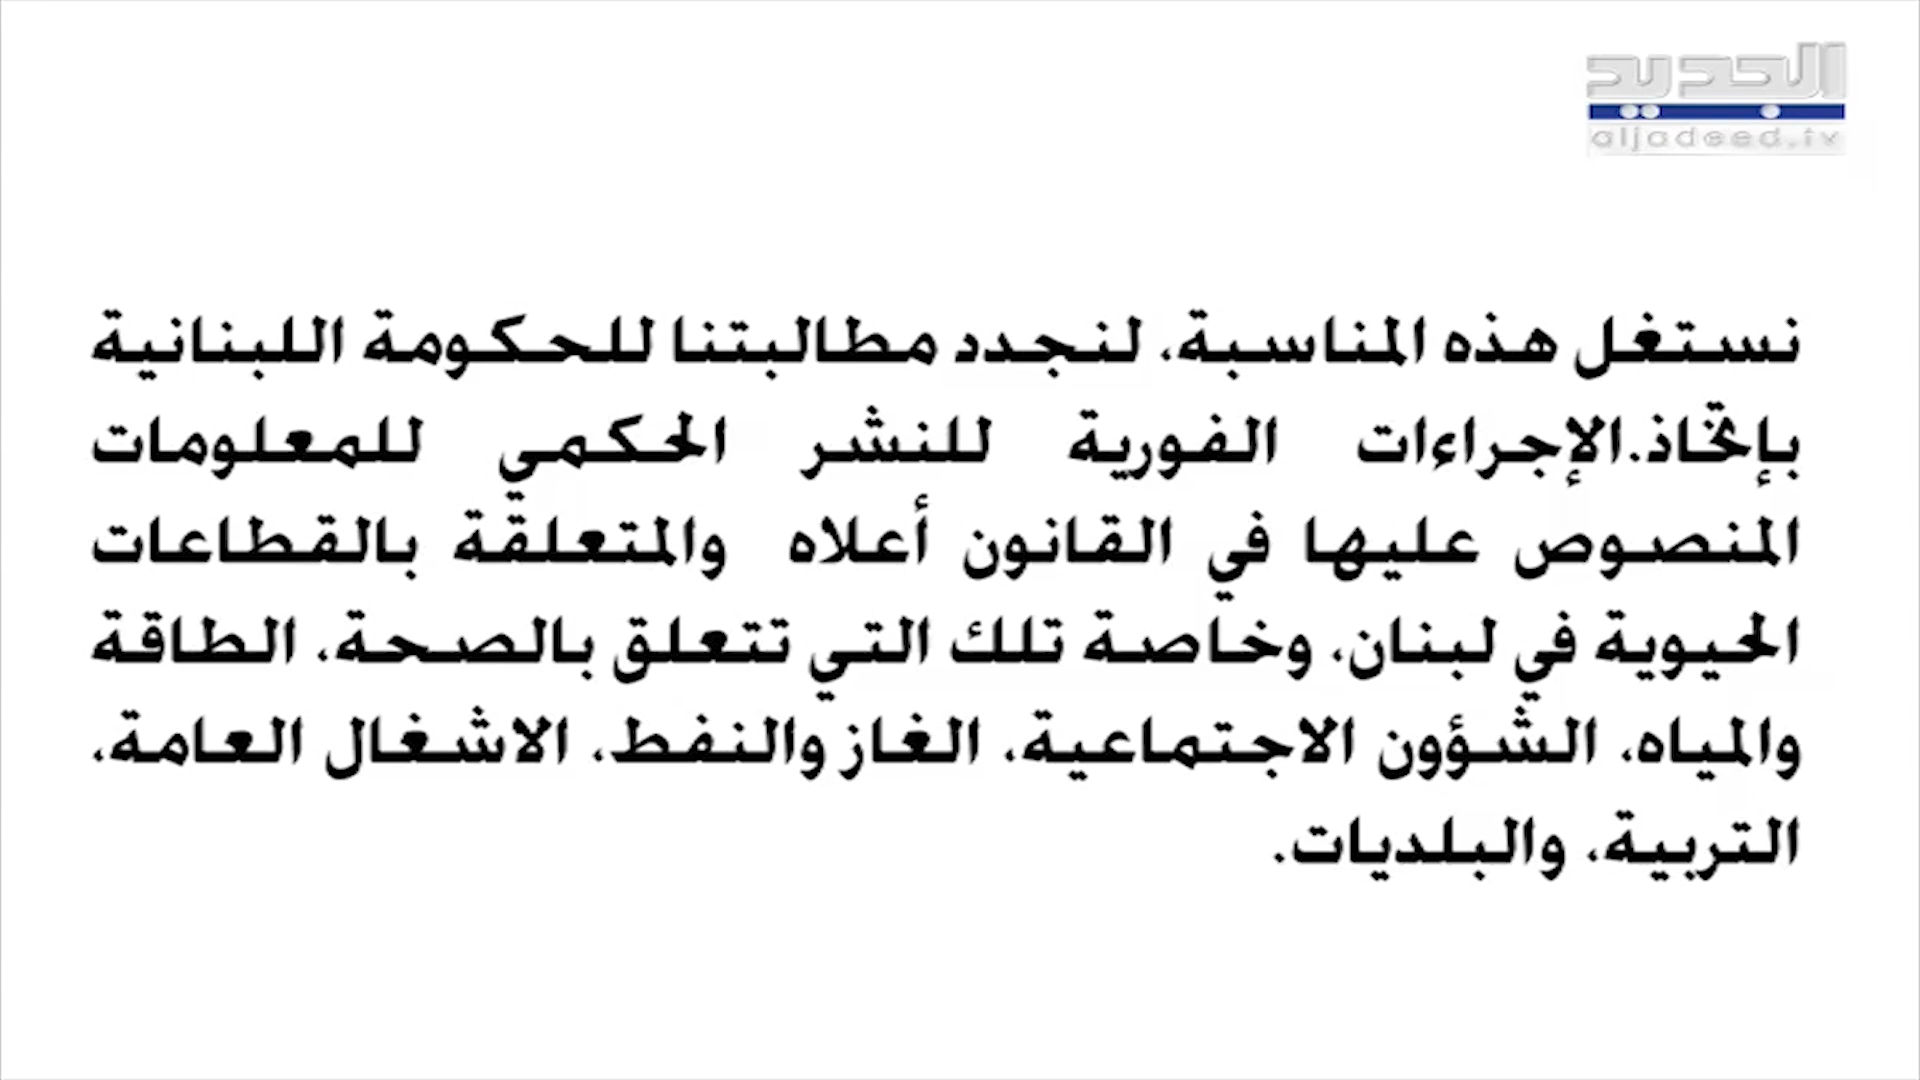 الجديد
aljadeed.tv
نستغل هذه المناسبة، لنجدد مطالبتنا للحكومة اللبنانية
بإتخاذ.الإجراءات الفورية للنشر الحكمي للمعلومات
المنصوص عليها في القانون أعلاه والمتعلقة بالقطاعات
الحيوية في لبنان، وخاصة تلك التي تتعلق بالصحة، الطاقة
والمياه، الشؤون الاجتماعية، الغاز والنفط، الاشغال العامة،
التربية، والبلديات.